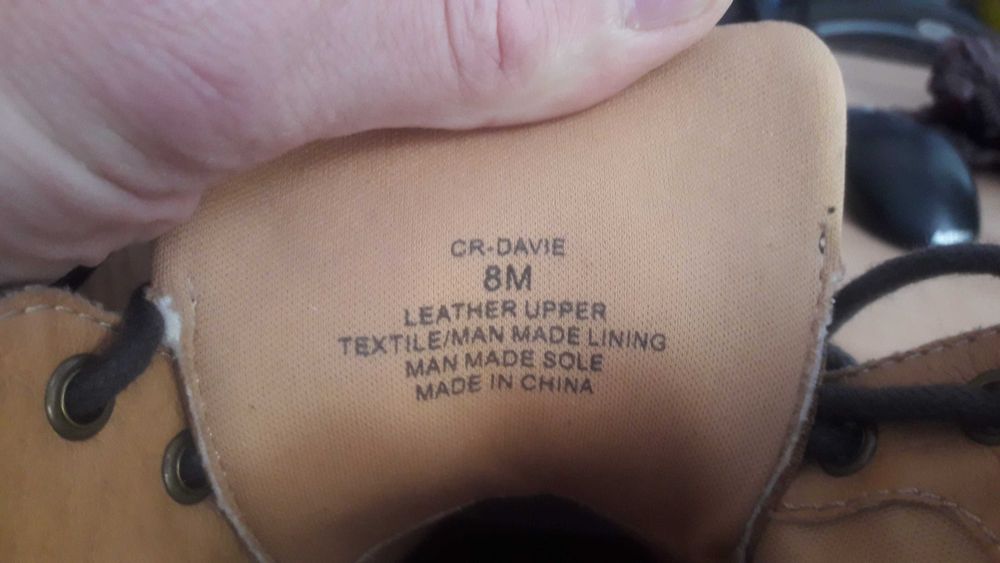 CR-DAVIE
8M
LEATHER UPPER
TEXTILE/MAN MADE LINING
MAN MADE SOLE
MADE IN CHINA